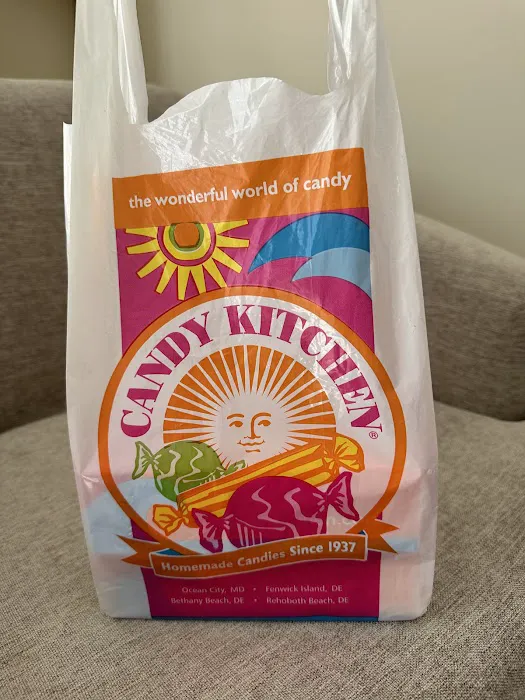 the wonderful world of candy
CANDY KITCHEN®
Homemade Candies Since 1937
Ocean City, MD • Fenwick Island, DE
Bethany Beach, DE • Rehoboth Beach, DE